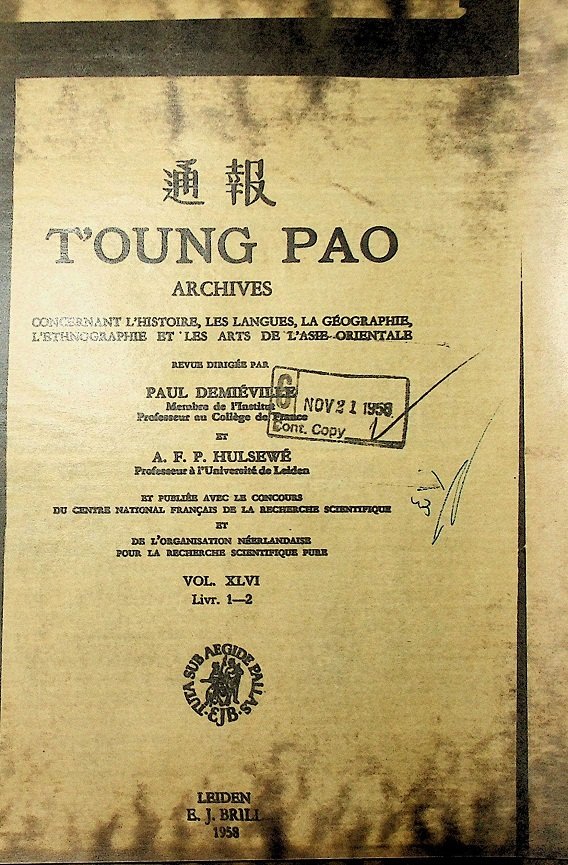 通報
T'OUNG PAO
ARCHIVES
CONCERNANT L'HISTOIRE, LES LANGUES, LA GÉOGRAPHIE,
L'ETHNOGRAPHIE ET LES ARTS DE L'ASIE ORIENTALE
REVUE DIRIGÉE PAR
PAUL DEMIÉVILLE
Membre de l'Institut
Professeur au Collège de France
6
NOV 21 1958
Cont. Copy 1
ET
A. F. P. HULSEWÉ
Professeur à l'Université de Leiden
ET PUBLIÉE AVEC LE CONCOURS
DU CENTRE NATIONAL FRANÇAIS DE LA RECHERCHE SCIENTIFIQUE
ET
DE L'ORGANISATION NÉERLANDAISE
POUR LA RECHERCHE SCIENTIFIQUE PURE
VOL. XLVI
Livr. 1—2
TUTA SUB AEGIDE PALLAS
EJB
LEIDEN
E. J. BRILL
1958